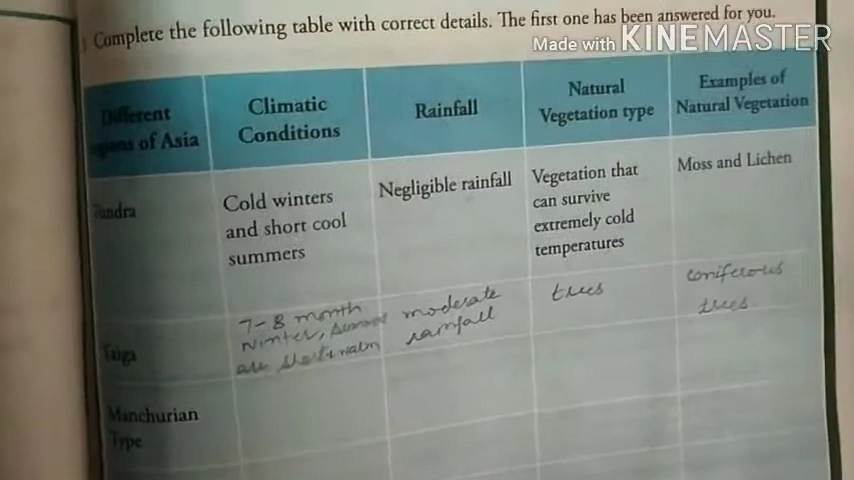 Complete the following table with correct details. The first one has been answered for you.
Made with KINEMASTER
Different
of Asia
Climatic
Conditions
Rainfall
Natural
Vegetation type
Examples of
Natural Vegetation
Tundra
Cold winters
and short cool
summers
Negligible rainfall
Vegetation that
can survive
extremely cold
temperatures
Moss and Lichen
Taiga
7-8 month
Winter,
are
moderate
rainfall
trees
coniferous
trees
Manchurian
Type